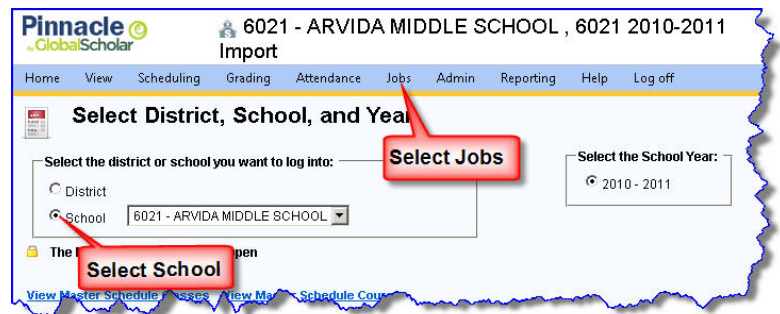 Pinnacle
by GlobalScholar
6021 - ARVIDA MIDDLE SCHOOL , 6021 2010-2011
Import
Home View Scheduling Grading Attendance Jobs Admin Reporting Help Log off
Select District, School, and Year
Select the district or school you want to log into:
Select Jobs
Select the School Year:
District
2010 - 2011
School 6021 - ARVIDA MIDDLE SCHOOL
The pen
Select School
View Master Schedule Classes View Master Schedule Cou